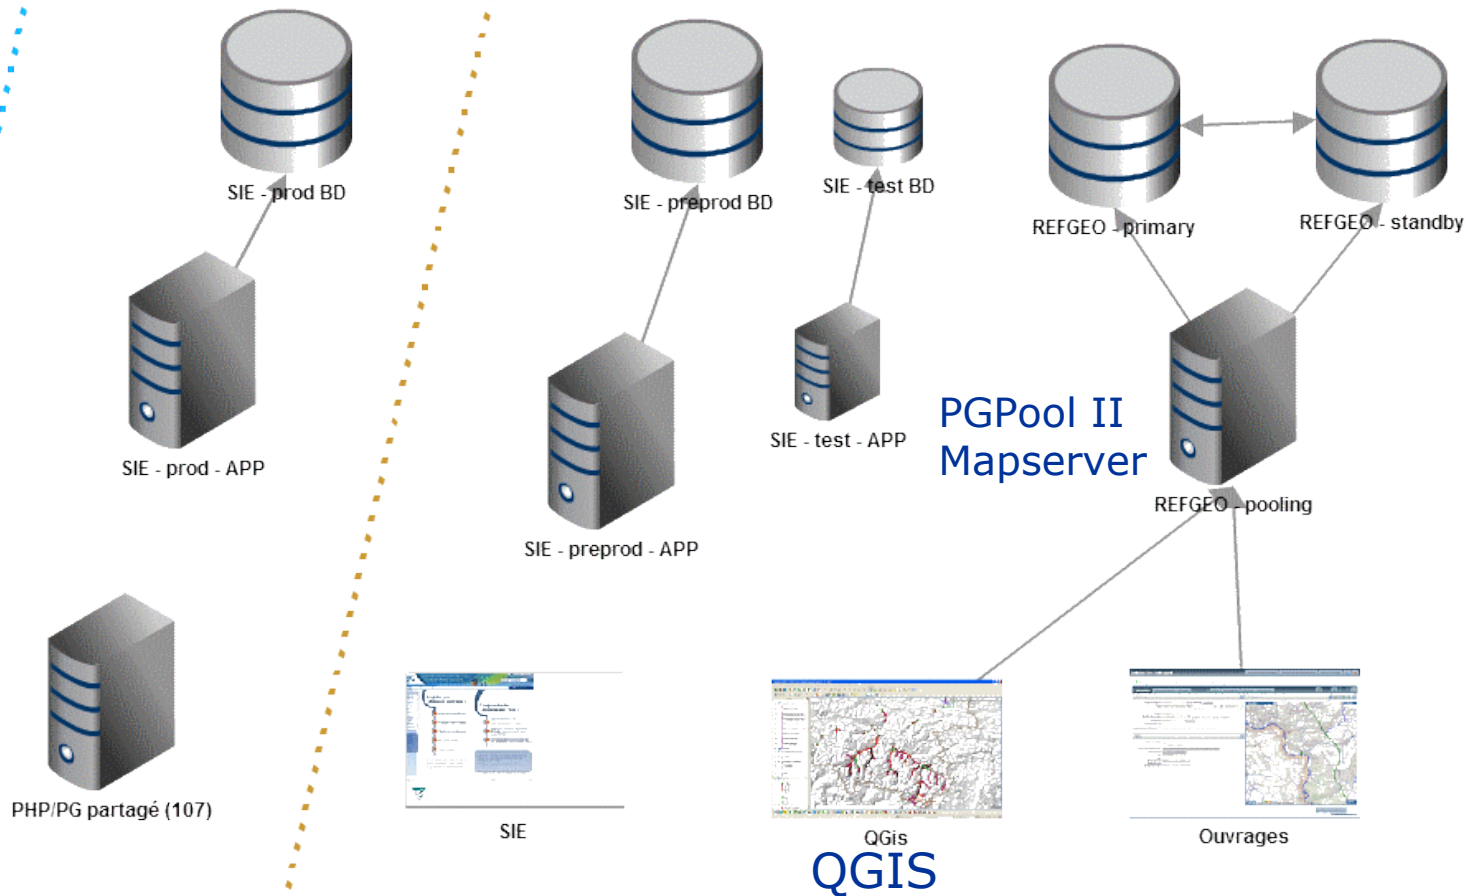 SIE - prod BD
SIE - preprod BD
SIE - test BD
REFGEO - primary
REFGEO - standby
SIE - prod - APP
SIE - preprod - APP
SIE - test - APP
PGPool II
Mapserver
REFGEO - pooling
PHP/PG partagé (107)
SIE
QGis
QGIS
Ouvrages